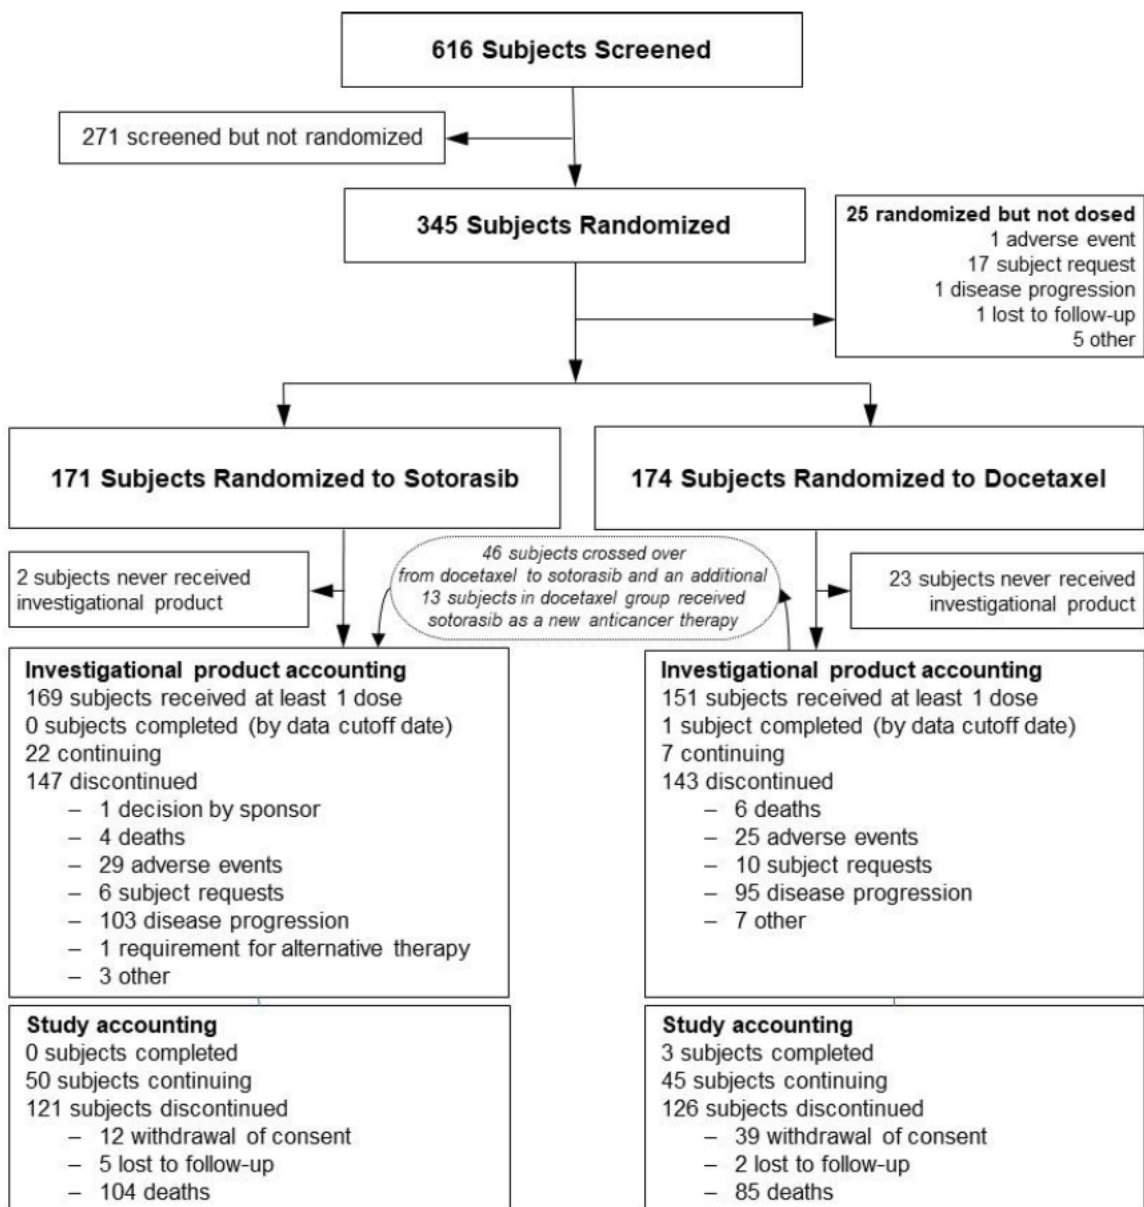 616 Subjects Screened
271 screened but not randomized
345 Subjects Randomized
25 randomized but not dosed
1 adverse event
17 subject request
1 disease progression
1 lost to follow-up
5 other
171 Subjects Randomized to Sotorasib
174 Subjects Randomized to Docetaxel
2 subjects never received
investigational product
46 subjects crossed over
from docetaxel to sotorasib and an additional
13 subjects in docetaxel group received
sotorasib as a new anticancer therapy
23 subjects never received
investigational product
Investigational product accounting
169 subjects received at least 1 dose
0 subjects completed (by data cutoff date)
22 continuing
147 discontinued
– 1 decision by sponsor
– 4 deaths
– 29 adverse events
– 6 subject requests
– 103 disease progression
– 1 requirement for alternative therapy
– 3 other
Investigational product accounting
151 subjects received at least 1 dose
1 subject completed (by data cutoff date)
7 continuing
143 discontinued
– 6 deaths
– 25 adverse events
– 10 subject requests
– 95 disease progression
– 7 other
Study accounting
0 subjects completed
50 subjects continuing
121 subjects discontinued
– 12 withdrawal of consent
– 5 lost to follow-up
– 104 deaths
Study accounting
3 subjects completed
45 subjects continuing
126 subjects discontinued
– 39 withdrawal of consent
– 2 lost to follow-up
– 85 deaths